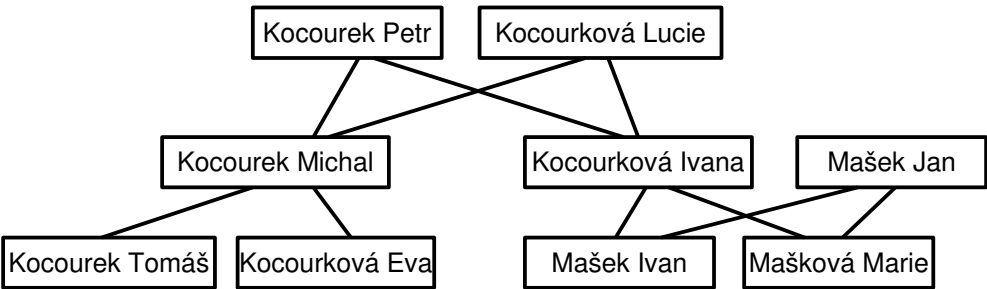 Kocourek Petr
Kocourková Lucie
Kocourek Michal
Kocourková Ivana
Mašek Jan
Kocourek Tomáš
Kocourková Eva
Mašek Ivan
Mašková Marie